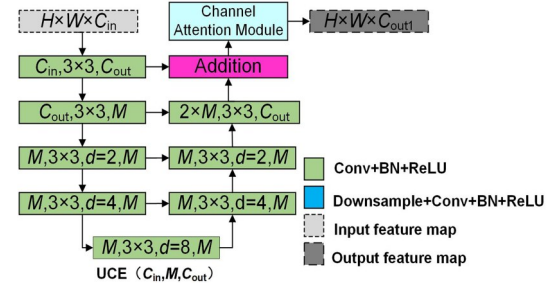 H×W×Cin
Channel
Attention Module
H×W×Cout1
Cin,3×3,Cout
Addition
Cout,3×3,M
2×M,3×3,Cout
M,3×3,d=2,M
M,3×3,d=2,M
M,3×3,d=4,M
M,3×3,d=4,M
M,3×3,d=8,M
UCE (Cin,M,Cout)
Conv+BN+ReLU
Downsample+Conv+BN+ReLU
Input feature map
Output feature map